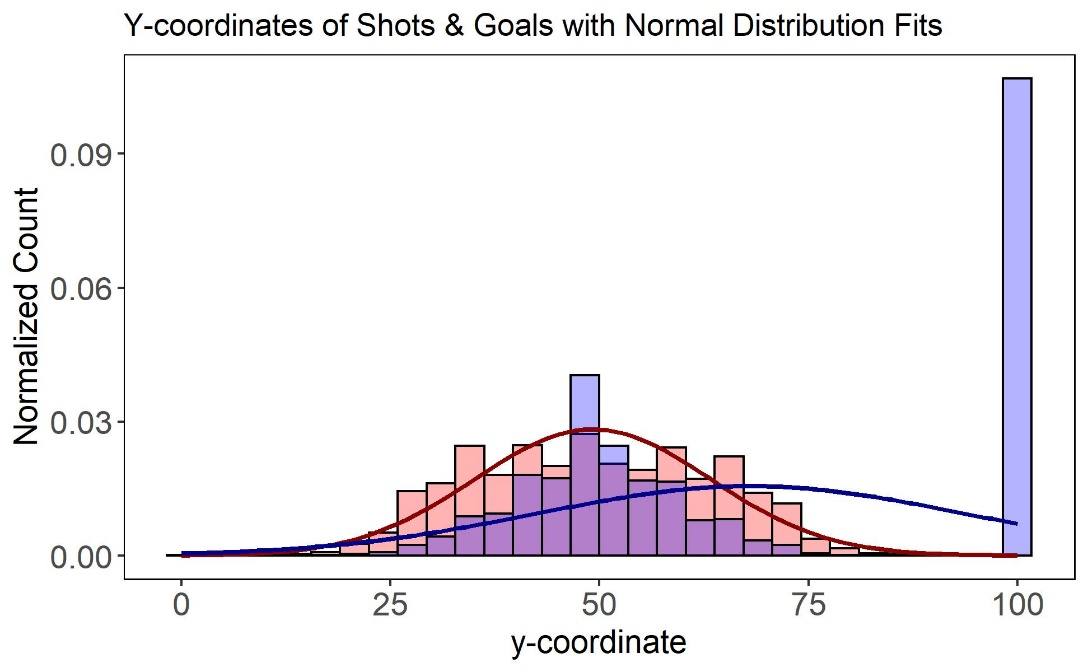 Y-coordinates of Shots & Goals with Normal Distribution Fits
Normalized Count
0.09
0.06
0.03
0.00
0 25 50 75 100
y-coordinate